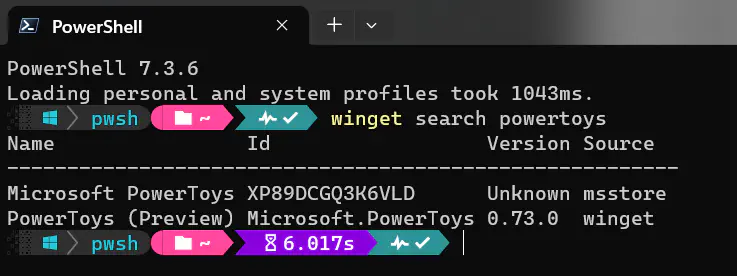 PowerShell
PowerShell 7.3.6
Loading personal and system profiles took 1043ms.
pwsh ~ winget search powertoys
Name Id Version Source
--------------------------------------------------------
Microsoft PowerToys XP89DCGQ3K6VLD Unknown msstore
PowerToys (Preview) Microsoft.PowerToys 0.73.0 winget
pwsh ~ 6.017s